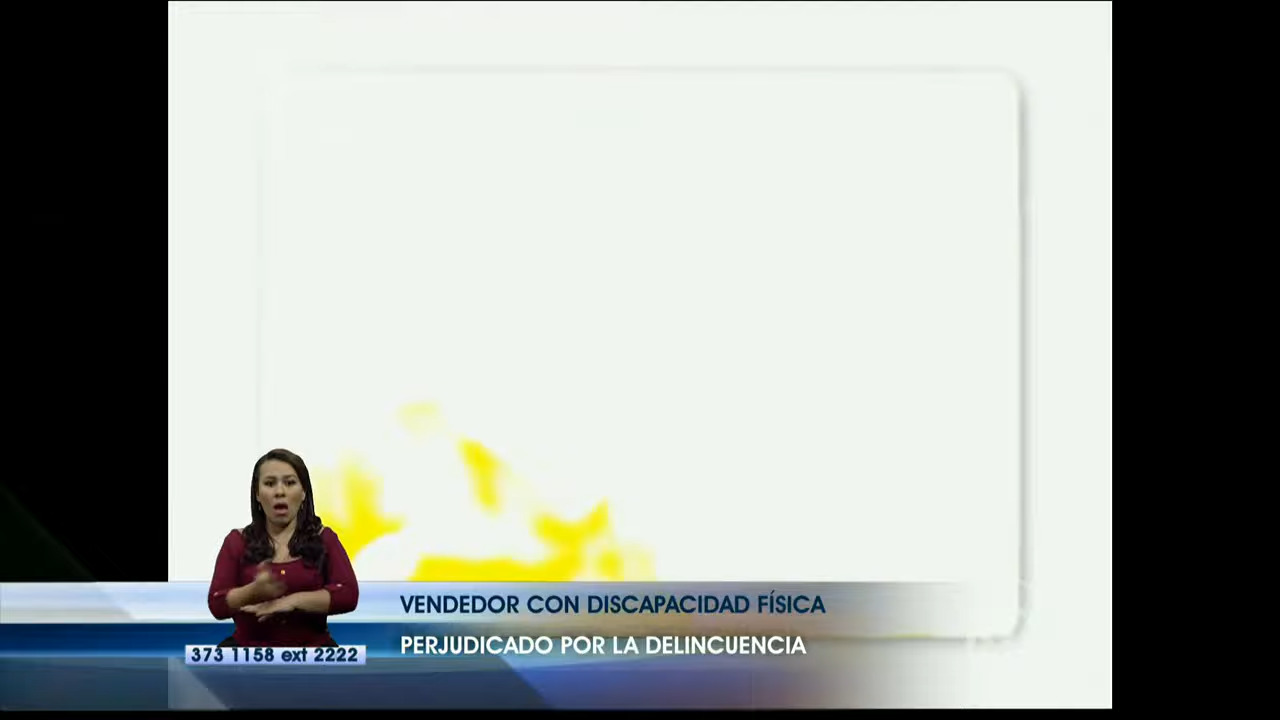 VENDEDOR CON DISCAPACIDAD FÍSICA
PERJUDICADO POR LA DELINCUENCIA
373 1158 ext 2222